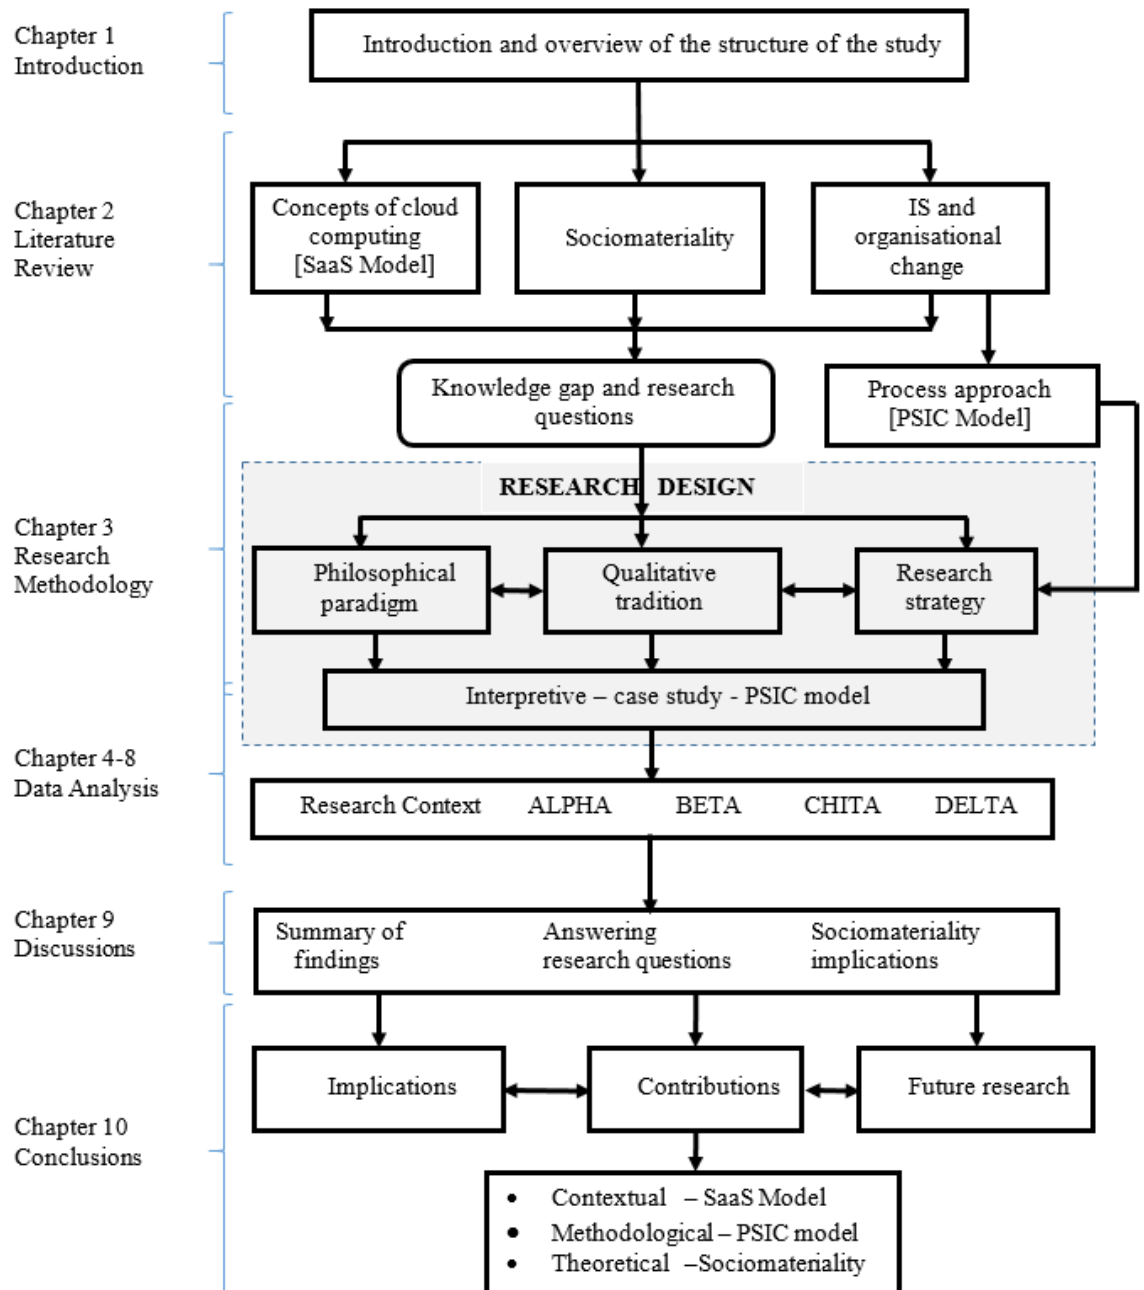 Chapter 1
Introduction
Introduction and overview of the structure of the study
Chapter 2
Literature
Review
Concepts of cloud
computing
[SaaS Model]
Sociomateriality
IS and
organisational
change
Knowledge gap and research
questions
Process approach
[PSIC Model]
Chapter 3
Research
Methodology
RESEARCH DESIGN
Philosophical
paradigm
Qualitative
tradition
Research
strategy
Interpretive – case study - PSIC model
Chapter 4-8
Data Analysis
Research Context ALPHA BETA CHITA DELTA
Chapter 9
Discussions
Summary of
findings
Answering
research questions
Sociomateriality
implications
Chapter 10
Conclusions
Implications
Contributions
Future research
• Contextual – SaaS Model
• Methodological – PSIC model
• Theoretical –Sociomateriality